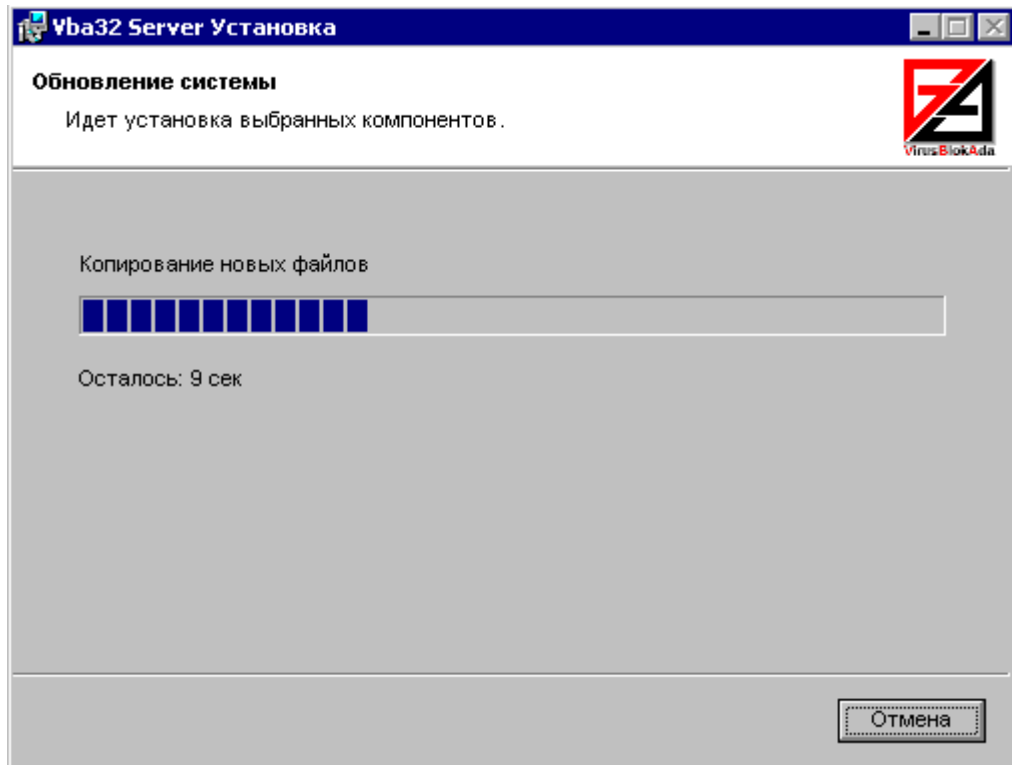 Vba32 Server Установка
Обновление системы
Идет установка выбранных компонентов.
VirusBlokAda
Копирование новых файлов
Осталось: 9 сек
Отмена